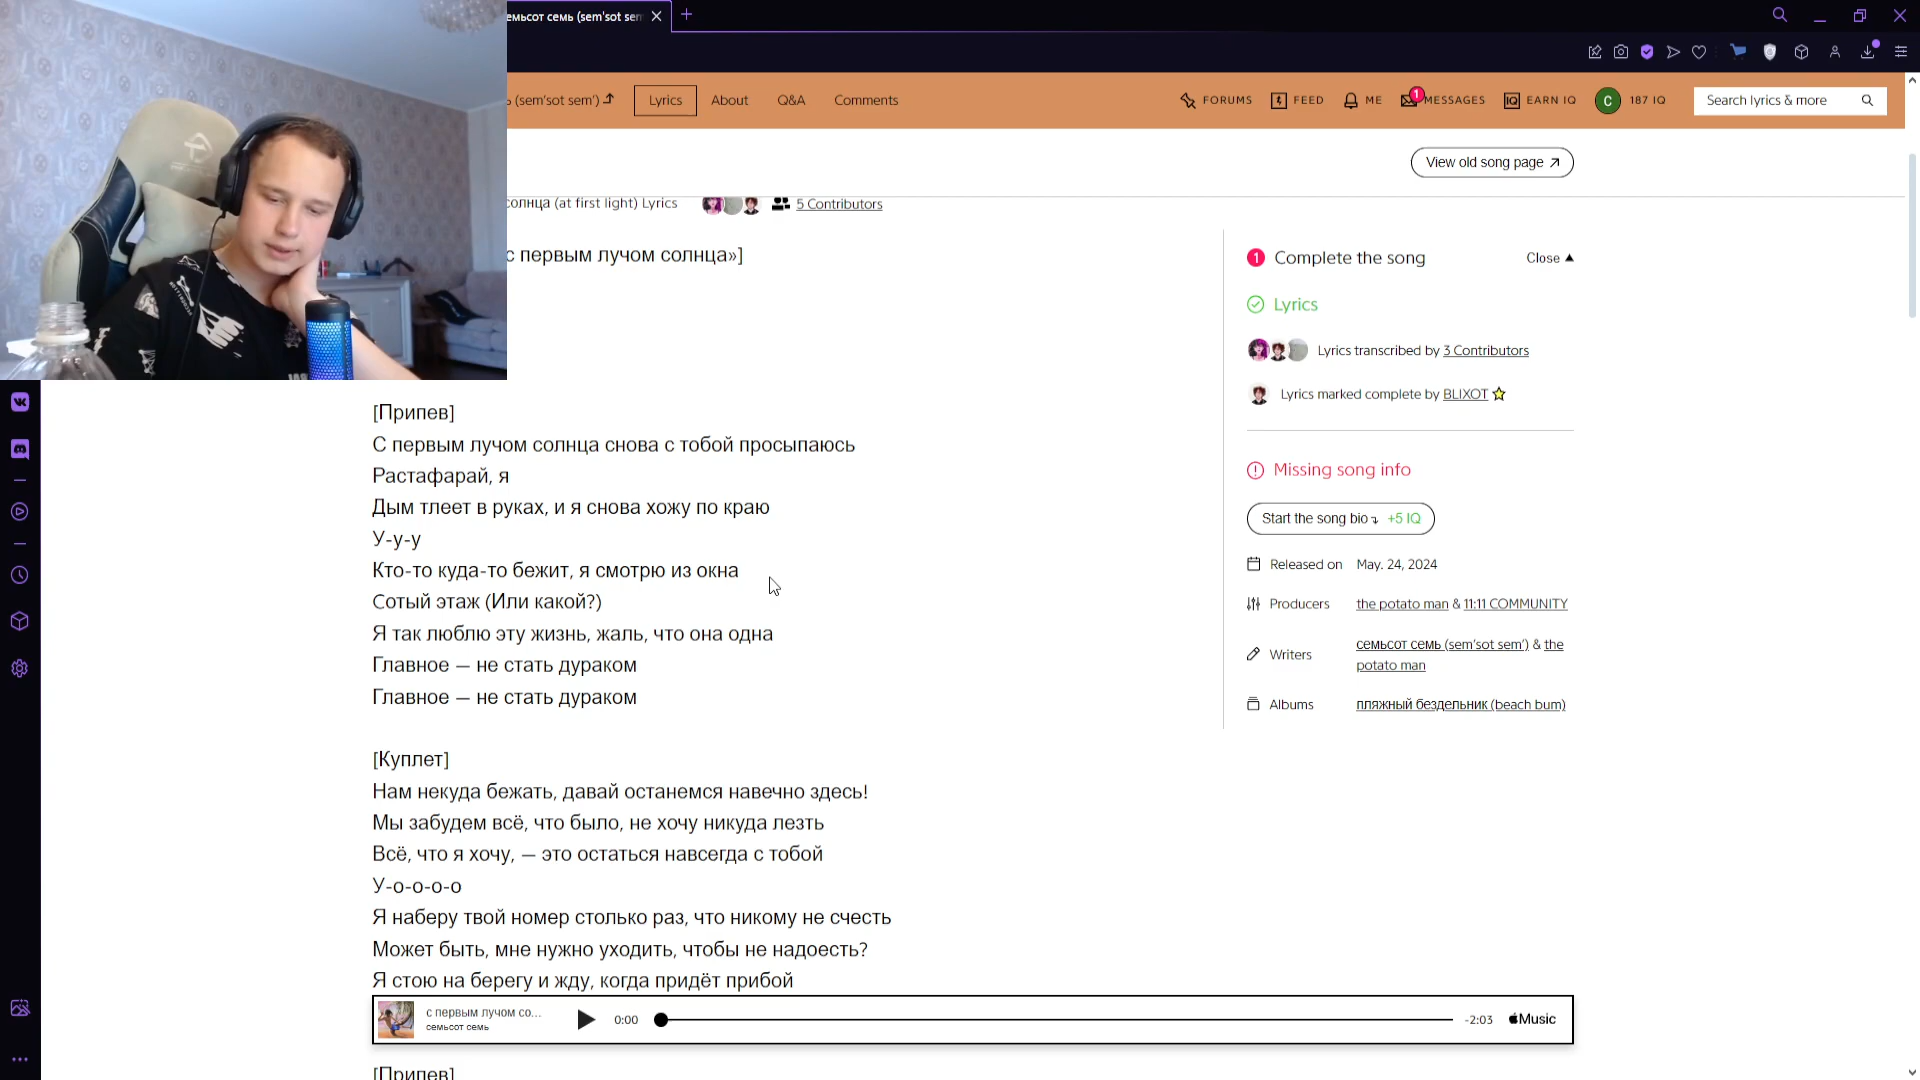 емьсот семь (sem'sot sem
ь (sem'sot sem')
Lyrics
About
Q&A
Comments
FORUMS
FEED
ME
1
MESSAGES
EARN IQ
C
187 IQ
Search lyrics & more
View old song page
солнца (at first light) Lyrics
5 Contributors
с первым лучом солнца»]
1
Complete the song
Close
Lyrics
Lyrics transcribed by 3 Contributors
Lyrics marked complete by BLIXOT
Missing song info
Start the song bio +5 IQ
Released on May. 24, 2024
Producers the potato man & 11:11 COMMUNITY
Writers семьсот семь (sem'sot sem') & the
potato man
Albums пляжный бездельник (beach bum)
[Припев]
С первым лучом солнца снова с тобой просыпаюсь
Растафарай, я
Дым тлеет в руках, и я снова хожу по краю
У-у-у
Кто-то куда-то бежит, я смотрю из окна
Сотый этаж (Или какой?)
Я так люблю эту жизнь, жаль, что она одна
Главное — не стать дураком
Главное — не стать дураком
[Куплет]
Нам некуда бежать, давай останемся навечно здесь!
Мы забудем всё, что было, не хочу никуда лезть
Всё, что я хочу, — это остаться навсегда с тобой
У-о-о-о-о
Я наберу твой номер столько раз, что никому не счесть
Может быть, мне нужно уходить, чтобы не надоесть?
Я стою на берегу и жду, когда придёт прибой
с первым лучом со...
семьсот семь
0:00
-2:03
Music
[Припев]